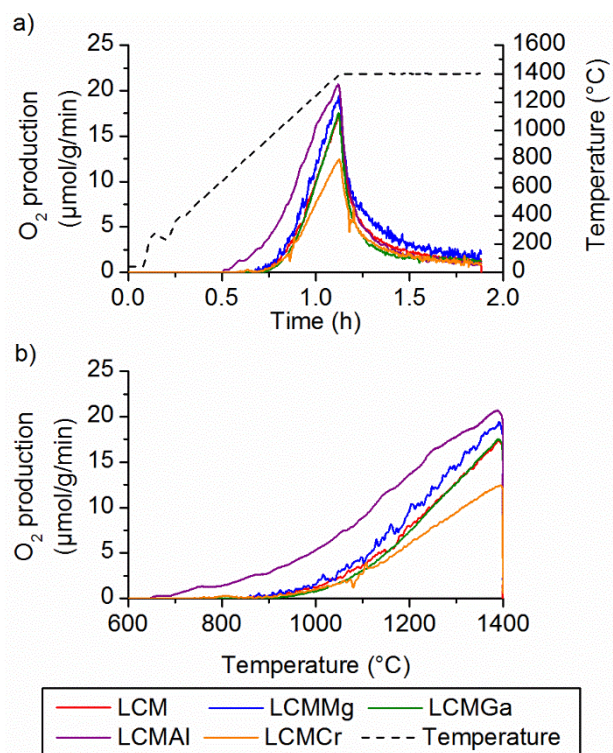 a)
25
20
15
10
5
0
O₂ production
(µmol/g/min)
1600
1400
1200
1000
800
600
400
200
0
Temperature (°C)
0.0 0.5 1.0 1.5 2.0
Time (h)
b)
25
20
15
10
5
0
O₂ production
(µmol/g/min)
600 800 1000 1200 1400
Temperature (°C)
LCM LCMMg LCMGa
LCMAl LCMCr Temperature